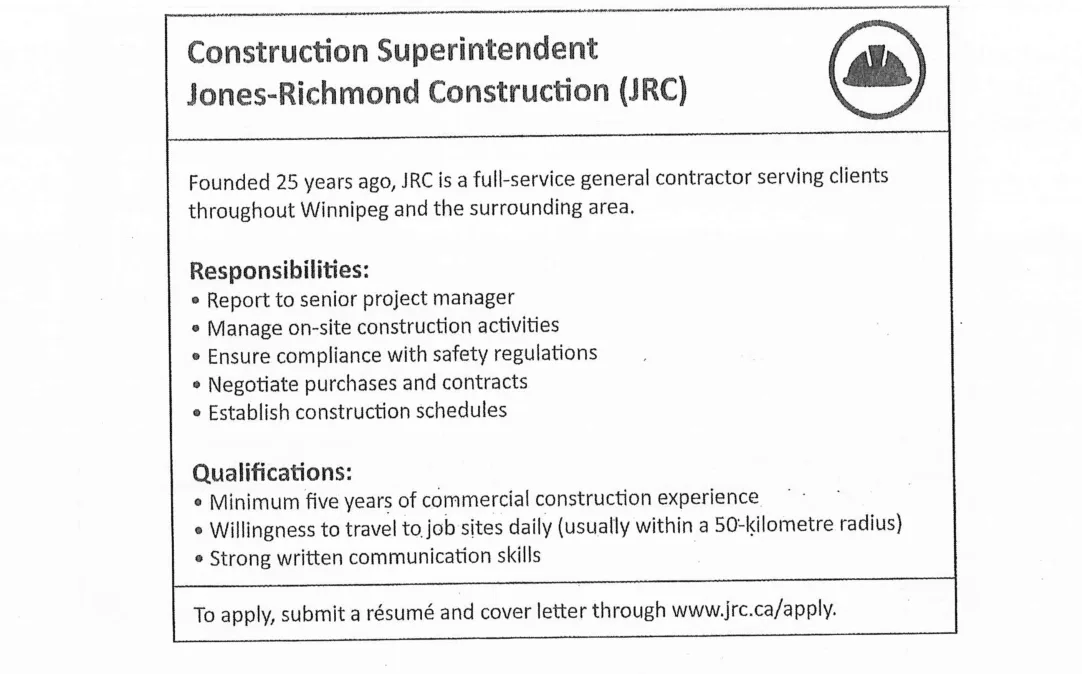 Construction Superintendent
Jones-Richmond Construction (JRC)
Founded 25 years ago, JRC is a full-service general contractor serving clients
throughout Winnipeg and the surrounding area.
Responsibilities:
• Report to senior project manager
• Manage on-site construction activities
• Ensure compliance with safety regulations
• Negotiate purchases and contracts
• Establish construction schedules
Qualifications:
• Minimum five years of commercial construction experience
• Willingness to travel to job sites daily (usually within a 50-kilometre radius)
• Strong written communication skills
To apply, submit a résumé and cover letter through www.jrc.ca/apply.